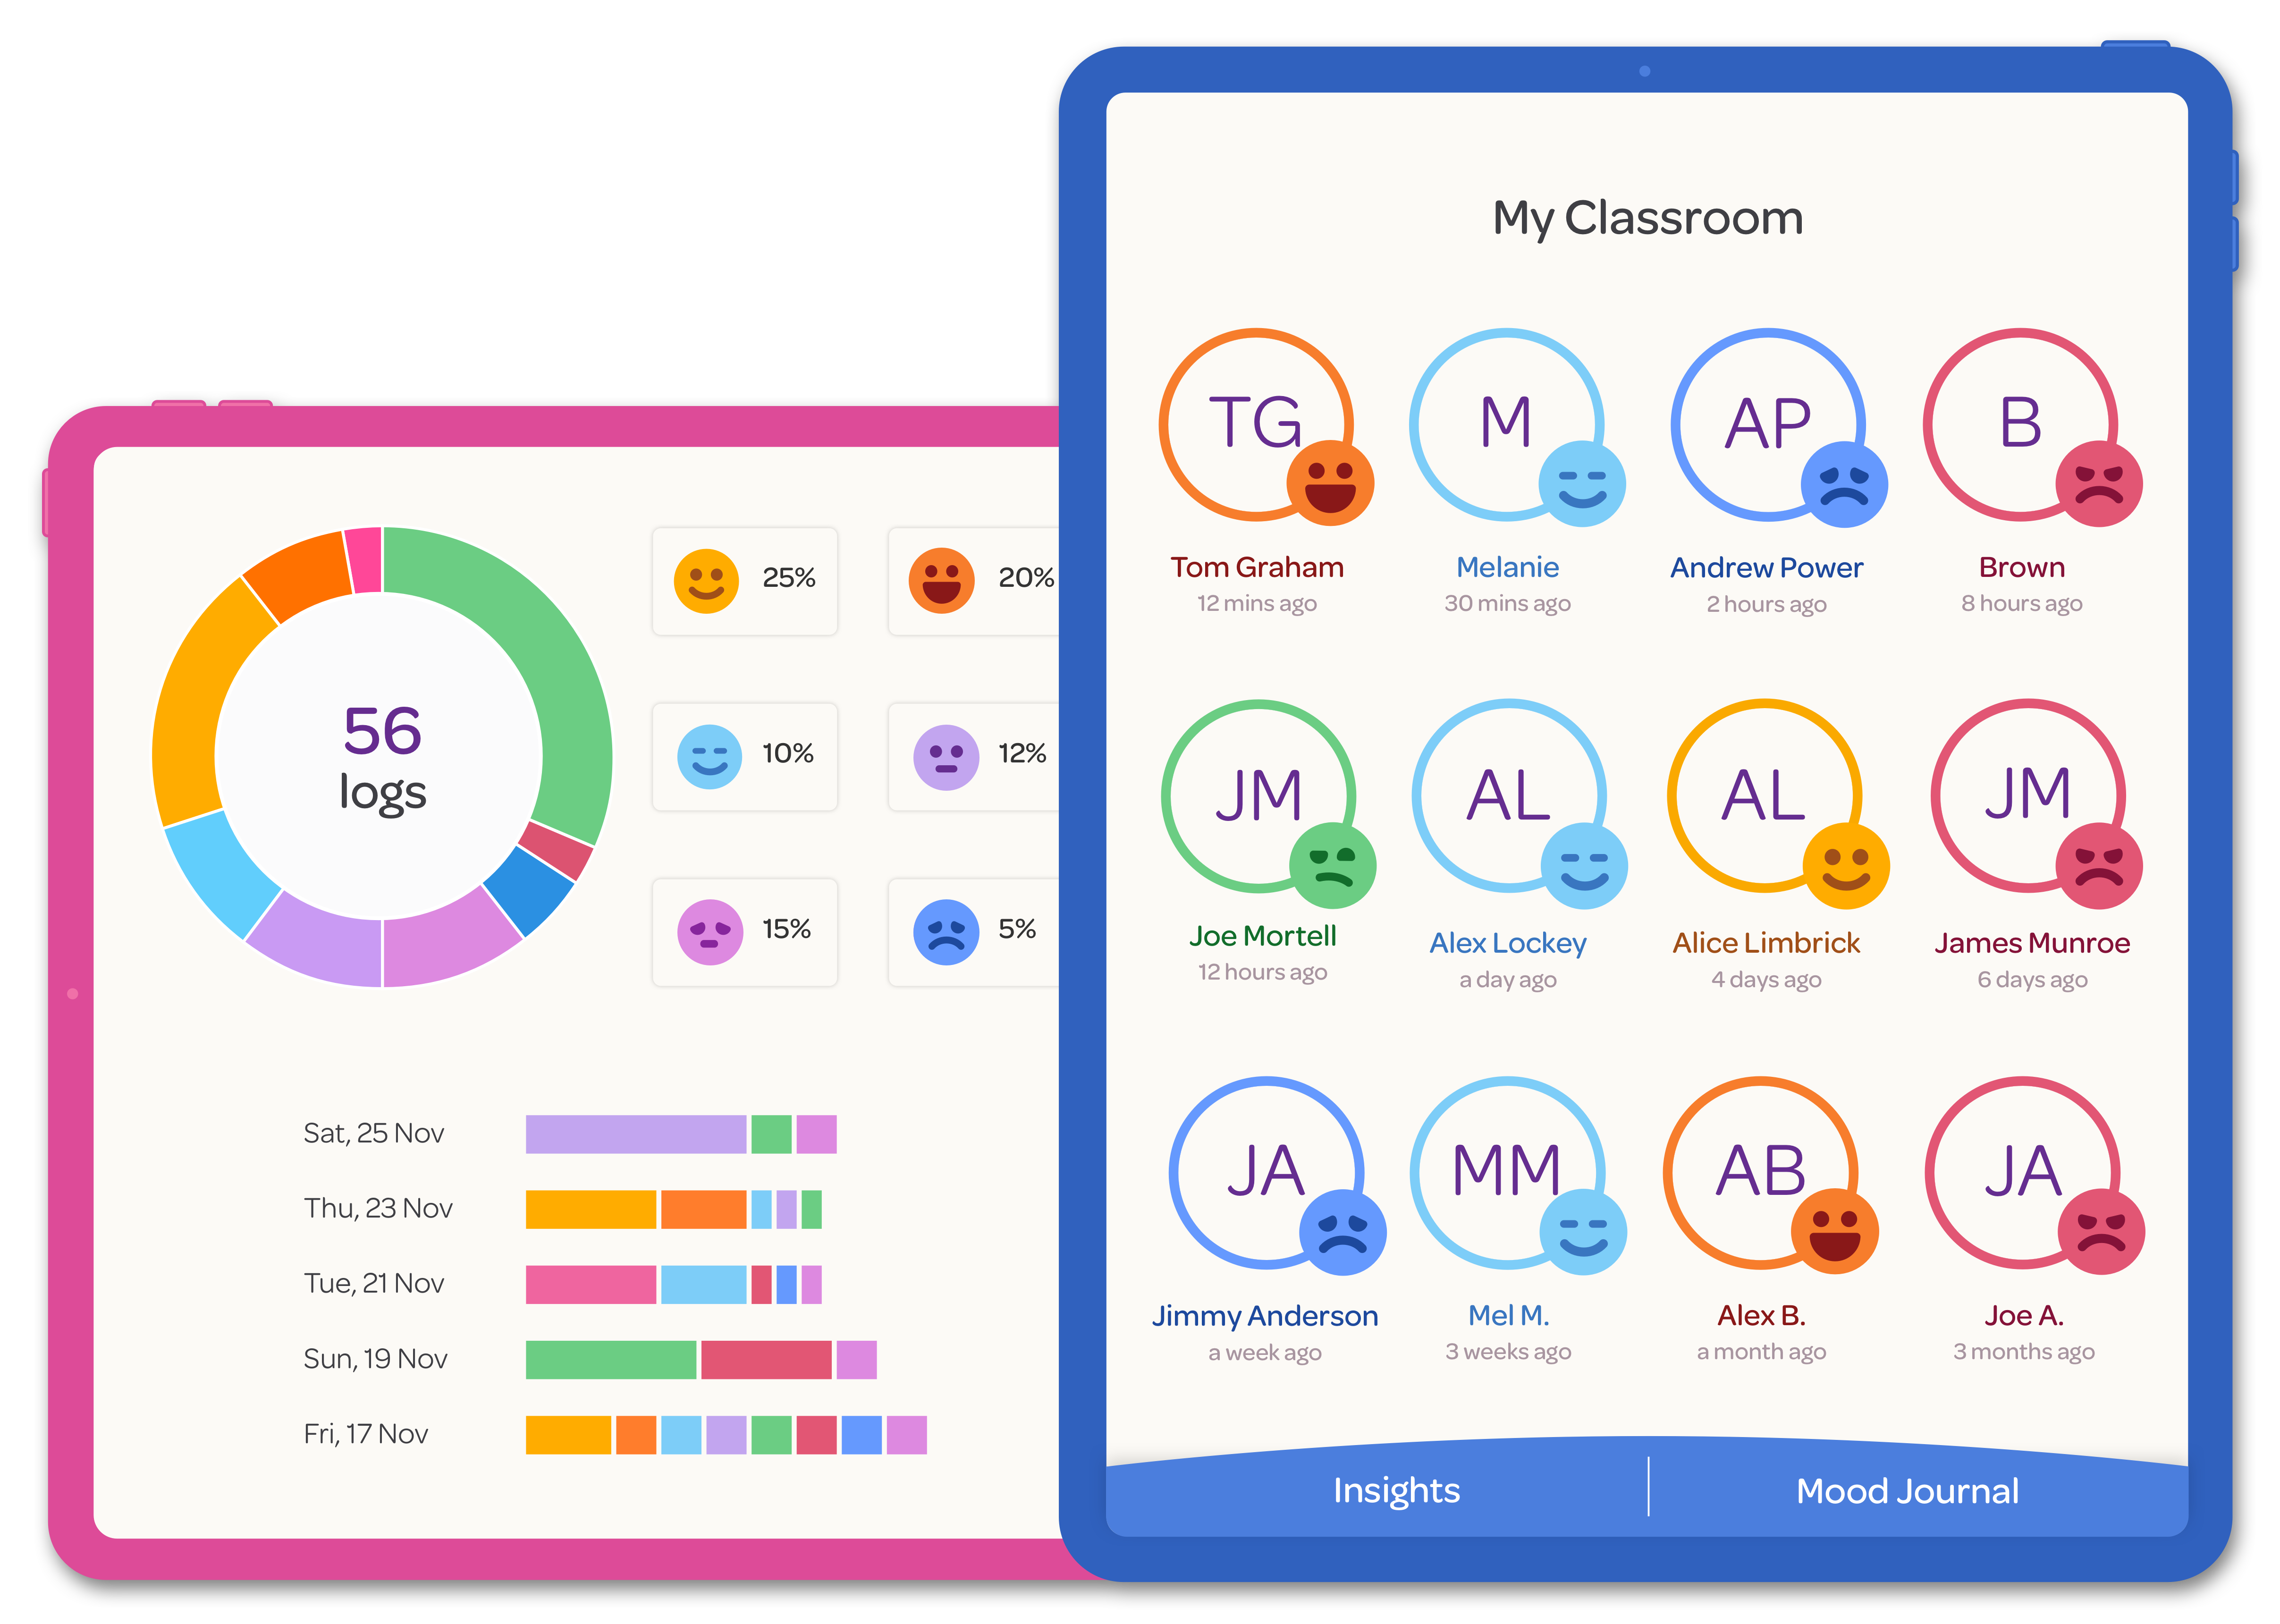 56
logs
25%
20%
10%
12%
15%
5%
Sat, 25 Nov
Thu, 23 Nov
Tue, 21 Nov
Sun, 19 Nov
Fri, 17 Nov
My Classroom
TG
M
AP
B
Tom Graham
Melanie
Andrew Power
Brown
12 mins ago
30 mins ago
2 hours ago
8 hours ago
JM
AL
AL
JM
Joe Mortell
Alex Lockey
Alice Limbrick
James Munroe
12 hours ago
a day ago
4 days ago
6 days ago
JA
MM
AB
JA
Jimmy Anderson
Mel M.
Alex B.
Joe A.
a week ago
3 weeks ago
a month ago
3 months ago
Insights
Mood Journal